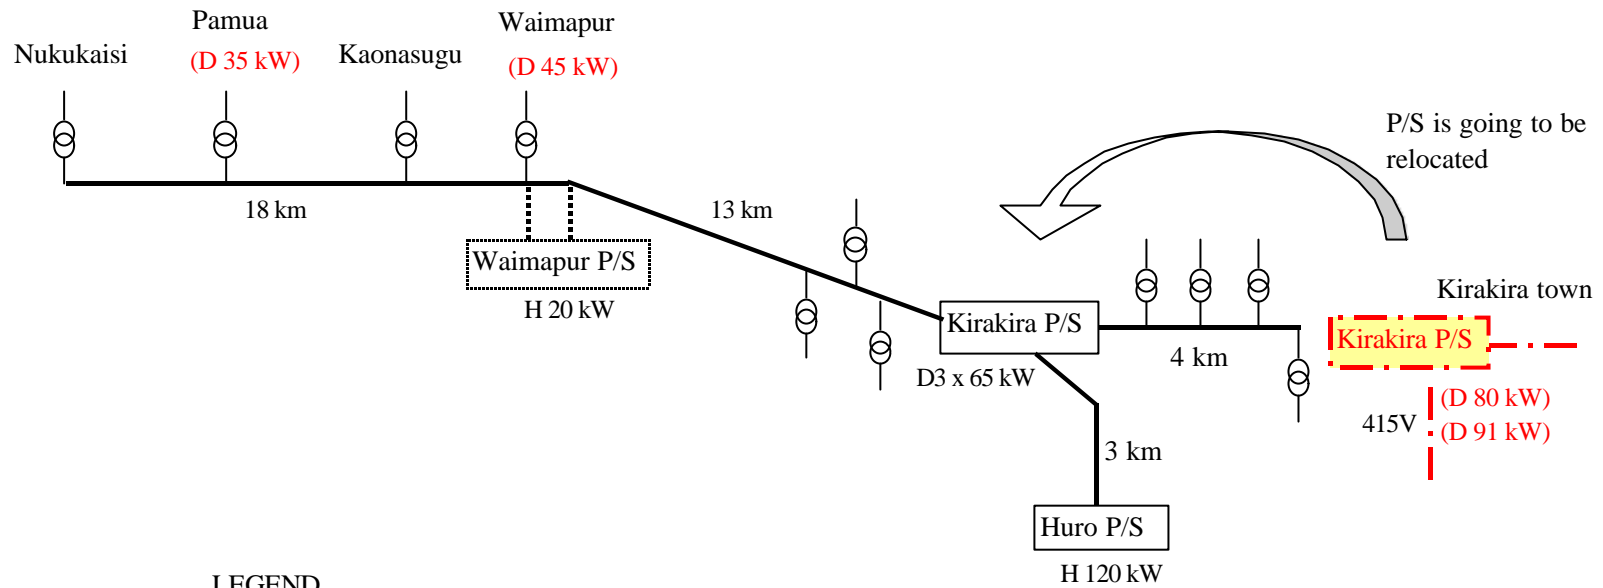 Nukukaisi
Pamua
(D 35 kW)
Kaonasugu
Waimapur
(D 45 kW)
P/S is going to be
relocated
18 km
13 km
Waimapur P/S
H 20 kW
Kirakira P/S
D3 x 65 kW
4 km
Kirakira town
Kirakira P/S
415V
(D 80 kW)
(D 91 kW)
3 km
Huro P/S
H 120 kW
LEGEND